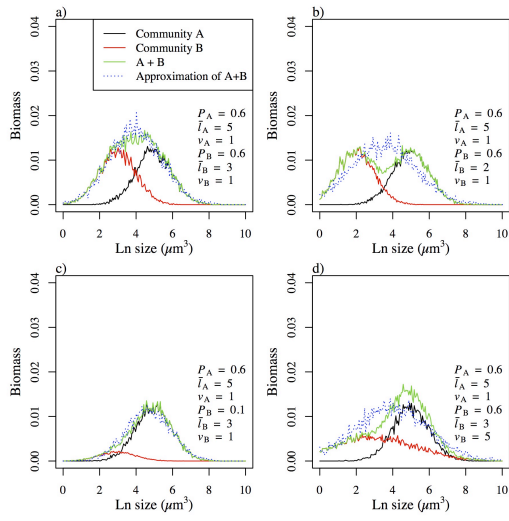 a)
Community A
Community B
A + B
Approximation of A+B
P_A = 0.6
l̄_A = 5
v_A = 1
P_B = 0.6
l̄_B = 3
v_B = 1
Biomass
0.00 0.01 0.02 0.03 0.04
0 2 4 6 8 10
Ln size (μm³)
b)
P_A = 0.6
l̄_A = 5
v_A = 1
P_B = 0.6
l̄_B = 2
v_B = 1
Biomass
0.00 0.01 0.02 0.03 0.04
0 2 4 6 8 10
Ln size (μm³)
c)
P_A = 0.6
l̄_A = 5
v_A = 1
P_B = 0.1
l̄_B = 3
v_B = 1
Biomass
0.00 0.01 0.02 0.03 0.04
0 2 4 6 8 10
Ln size (μm³)
d)
P_A = 0.6
l̄_A = 5
v_A = 1
P_B = 0.6
l̄_B = 3
v_B = 5
Biomass
0.00 0.01 0.02 0.03 0.04
0 2 4 6 8 10
Ln size (μm³)